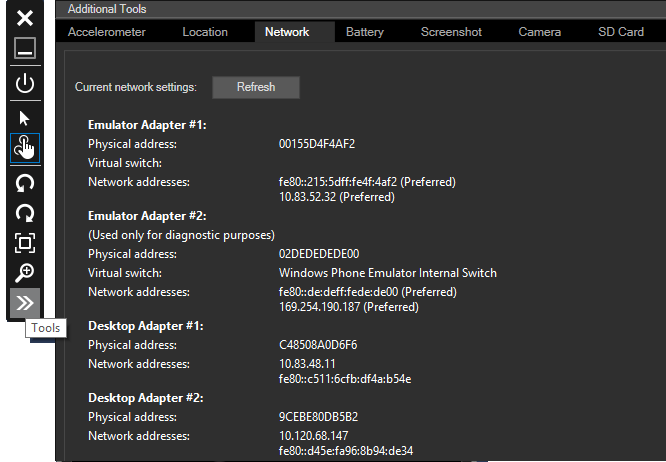 Additional Tools
Accelerometer Location Network Battery Screenshot Camera SD Card
Current network settings: Refresh
Emulator Adapter #1:
Physical address: 00155D4F4AF2
Virtual switch:
Network addresses: fe80::215:5dff:fe4f:4af2 (Preferred)
10.83.52.32 (Preferred)
Emulator Adapter #2:
(Used only for diagnostic purposes)
Physical address: 02DEDEDEDE00
Virtual switch: Windows Phone Emulator Internal Switch
Network addresses: fe80::de:deff:fede:de00 (Preferred)
169.254.190.187 (Preferred)
Tools
Desktop Adapter #1:
Physical address: C48508A0D6F6
Network addresses: 10.83.48.11
fe80::c511:6cfb:df4a:b54e
Desktop Adapter #2:
Physical address: 9CEBE80DB5B2
Network addresses: 10.120.68.147
fe80::d45e:fa96:8b94:de34